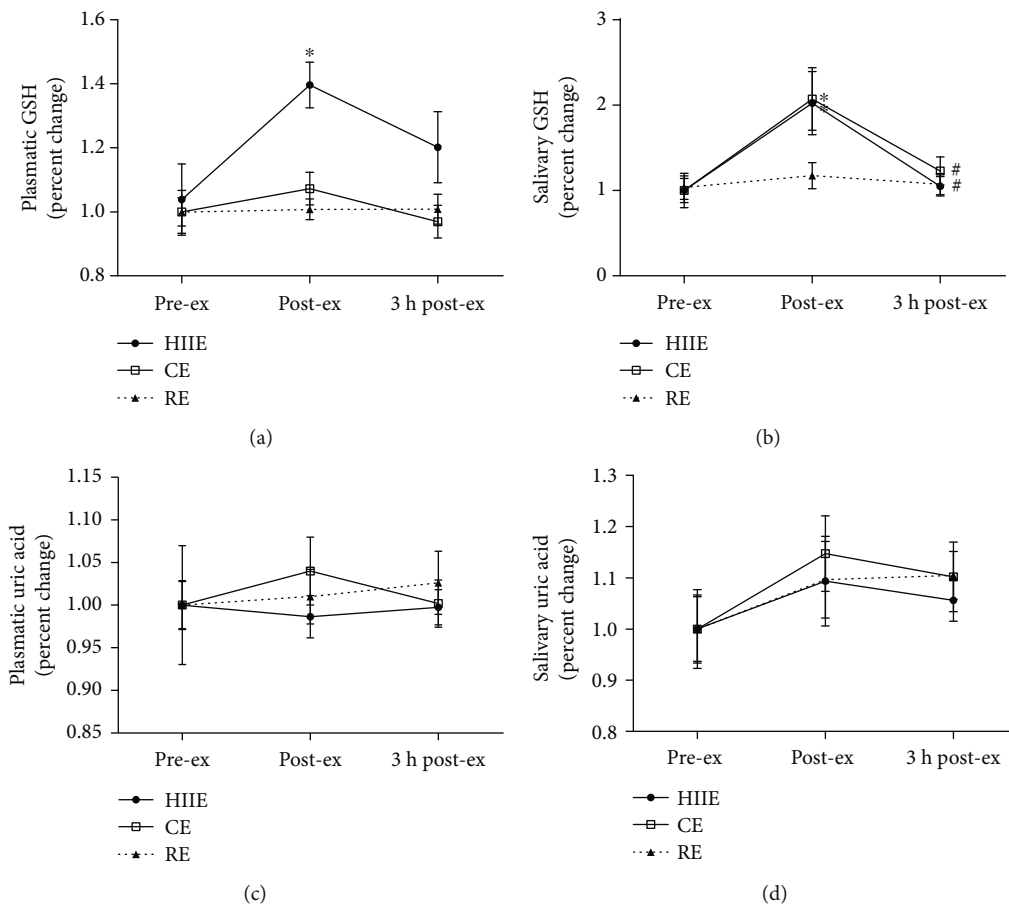 Plasmatic GSH
(percent change)
1.6
1.4
1.2
1.0
0.8
*
Pre-ex
Post-ex
3 h post-ex
HIIE
CE
RE
(a)
Salivary GSH
(percent change)
3
2
1
0
*
*
#
#
Pre-ex
Post-ex
3 h post-ex
HIIE
CE
RE
(b)
Plasmatic uric acid
(percent change)
1.15
1.10
1.05
1.00
0.95
0.90
0.85
Pre-ex
Post-ex
3 h post-ex
HIIE
CE
RE
(c)
Salivary uric acid
(percent change)
1.3
1.2
1.1
1.0
0.9
0.8
Pre-ex
Post-ex
3 h post-ex
HIIE
CE
RE
(d)